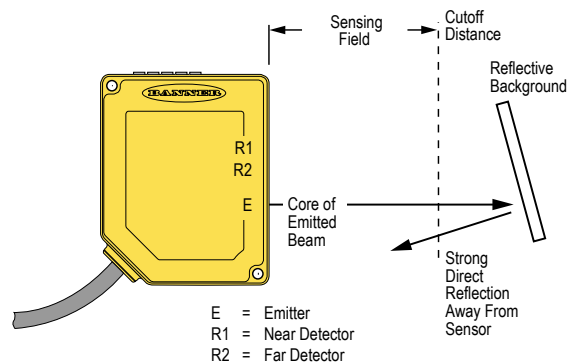 Sensing
Field
Cutoff
Distance
Reflective
Background
BANNER
R1
R2
E
Core of
Emitted
Beam
Strong
Direct
Reflection
Away From
Sensor
E = Emitter
R1 = Near Detector
R2 = Far Detector